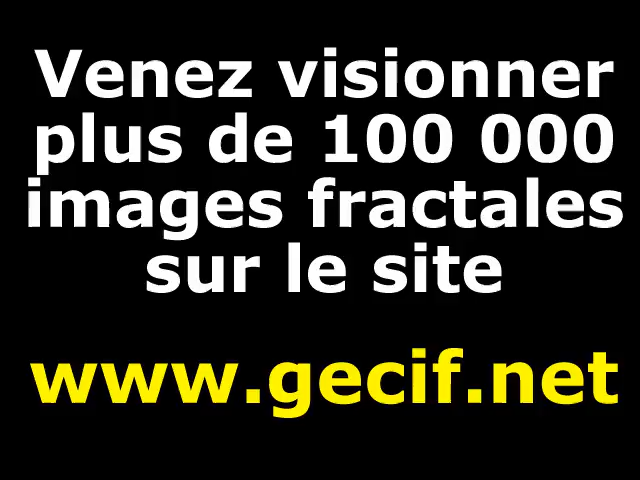 Venez visionner
plus de 100 000
images fractales
sur le site
www.gecif.net